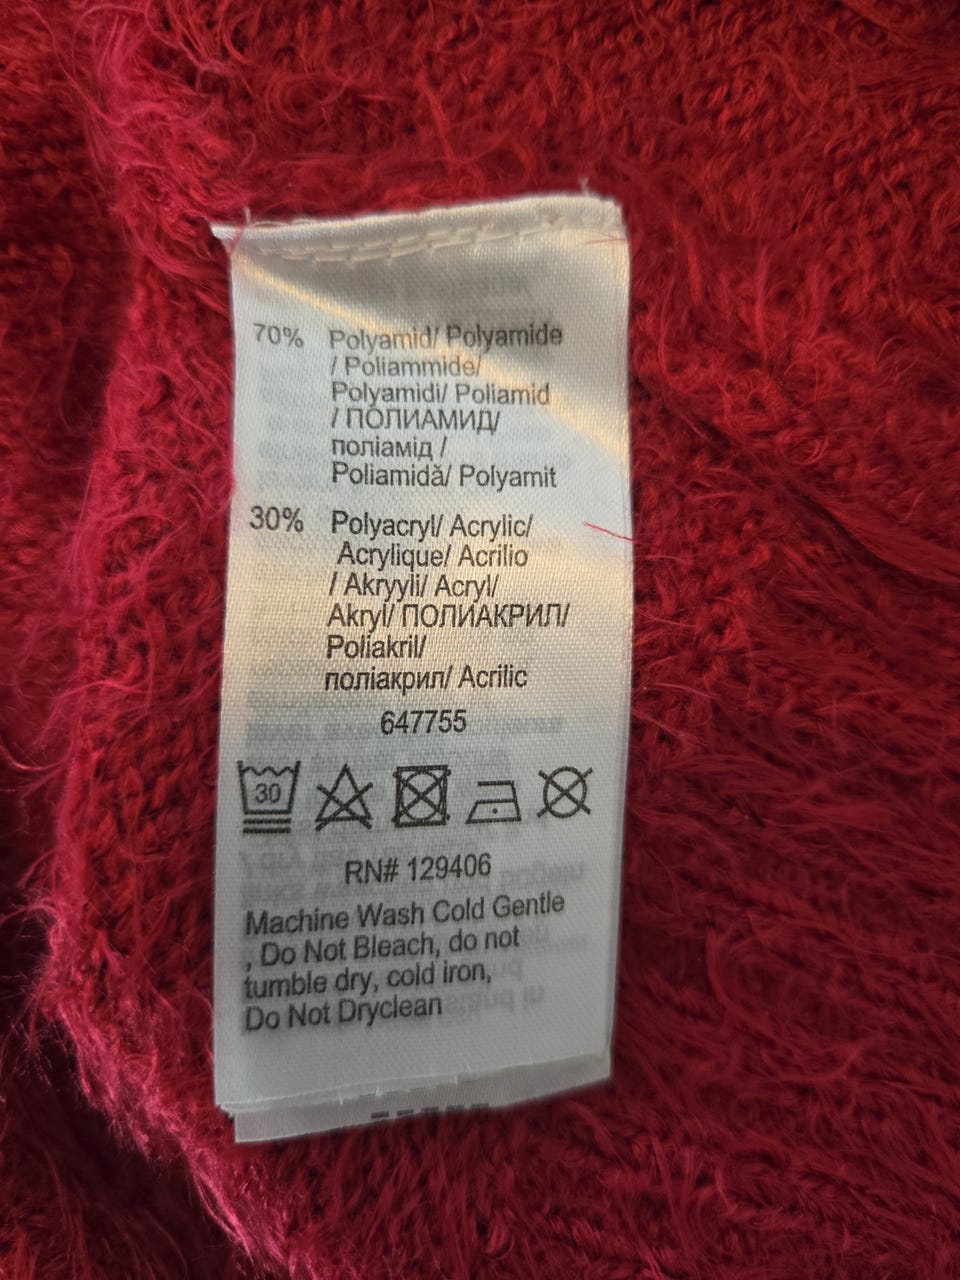 70% Polyamid/ Polyamide
/ Poliammide/
Polyamidi/ Poliamid
/ ПОЛИАМИД/
поліамід /
Poliamidă/ Polyamit
30% Polyacryl/ Acrylic/
Acrylique/ Acrilio
/ Akryyli/ Acryl/
Akryl/ ПОЛИАКРИЛ/
Poliakril/
поліакрил/ Acrilic
647755
30
RN# 129406
Machine Wash Cold Gentle
, Do Not Bleach, do not
tumble dry, cold iron,
Do Not Dryclean